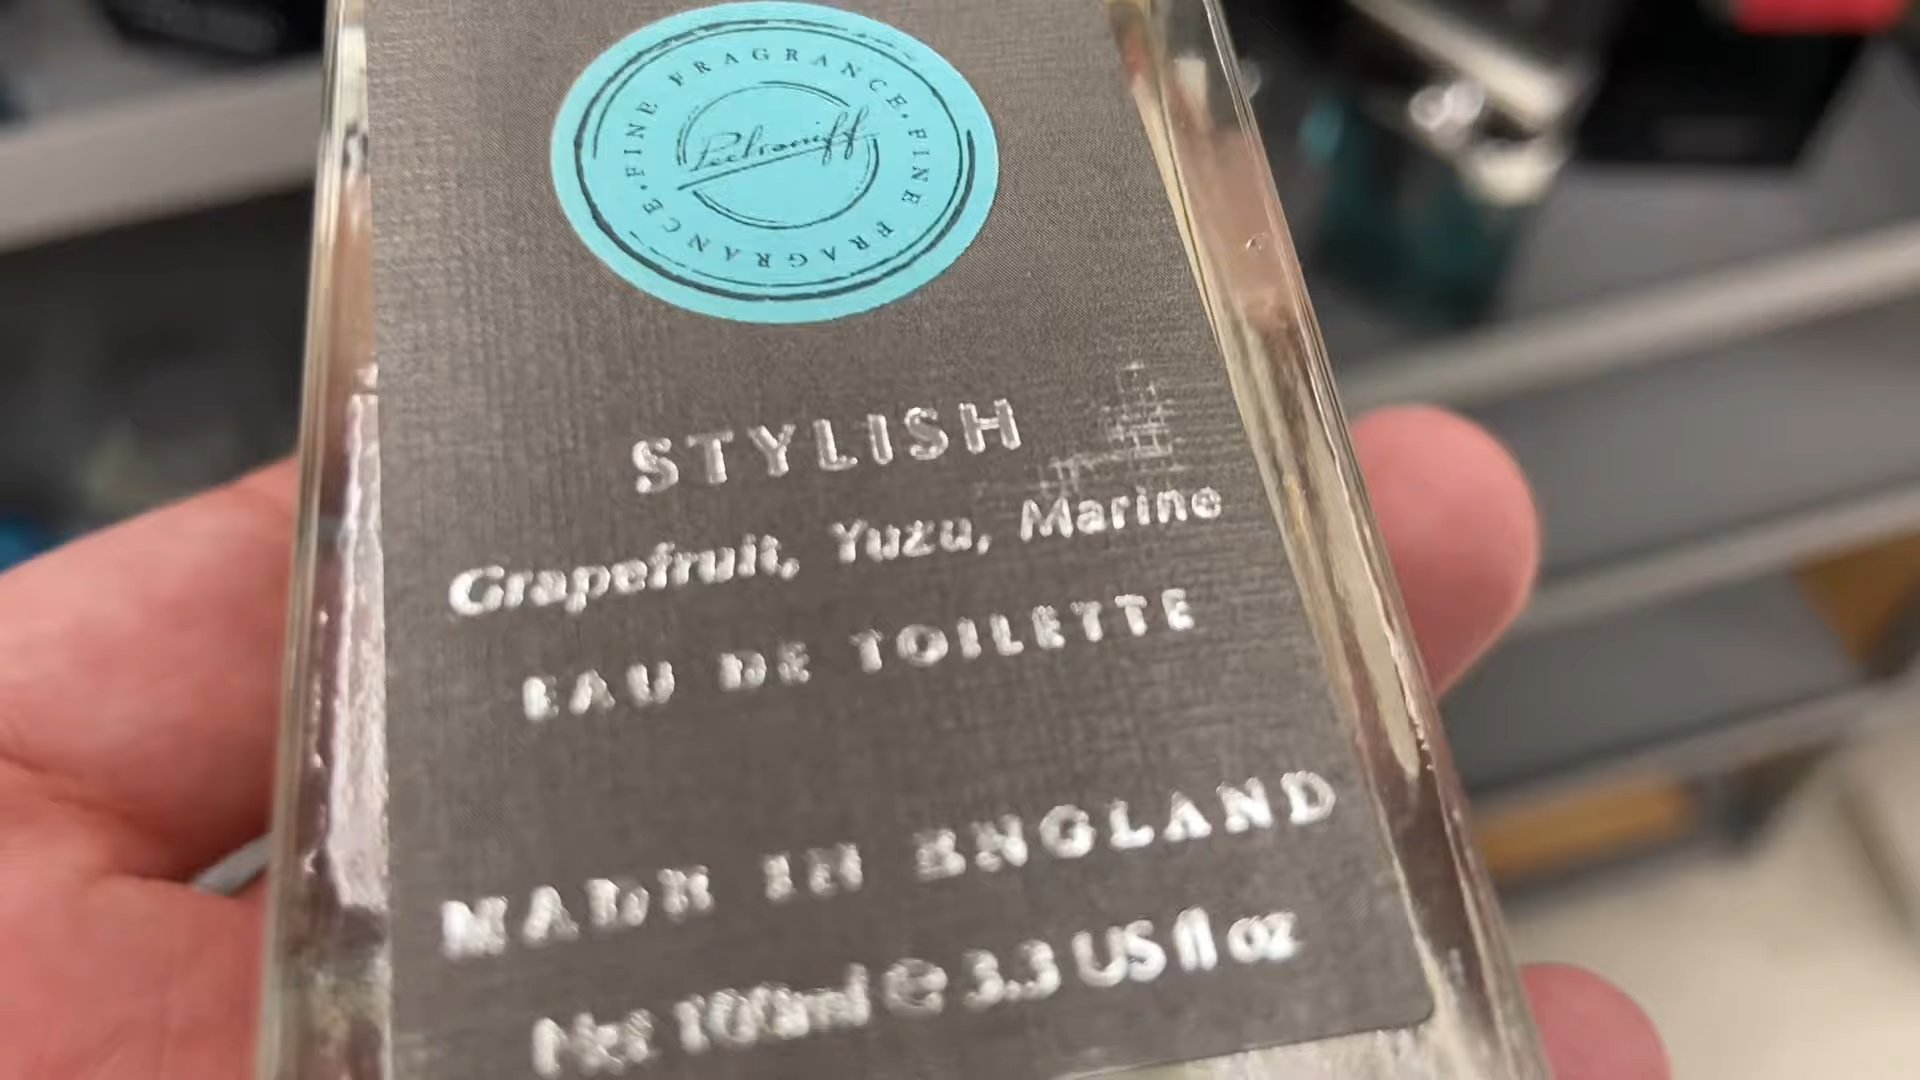 FINE FRAGRANCE · FINE FRAGRANCE ·
STYLISH
Grapefruit, Yuzu, Marine
EAU DE TOILETTE
MADE IN ENGLAND
Net 100ml ℮ 3.3 US fl oz